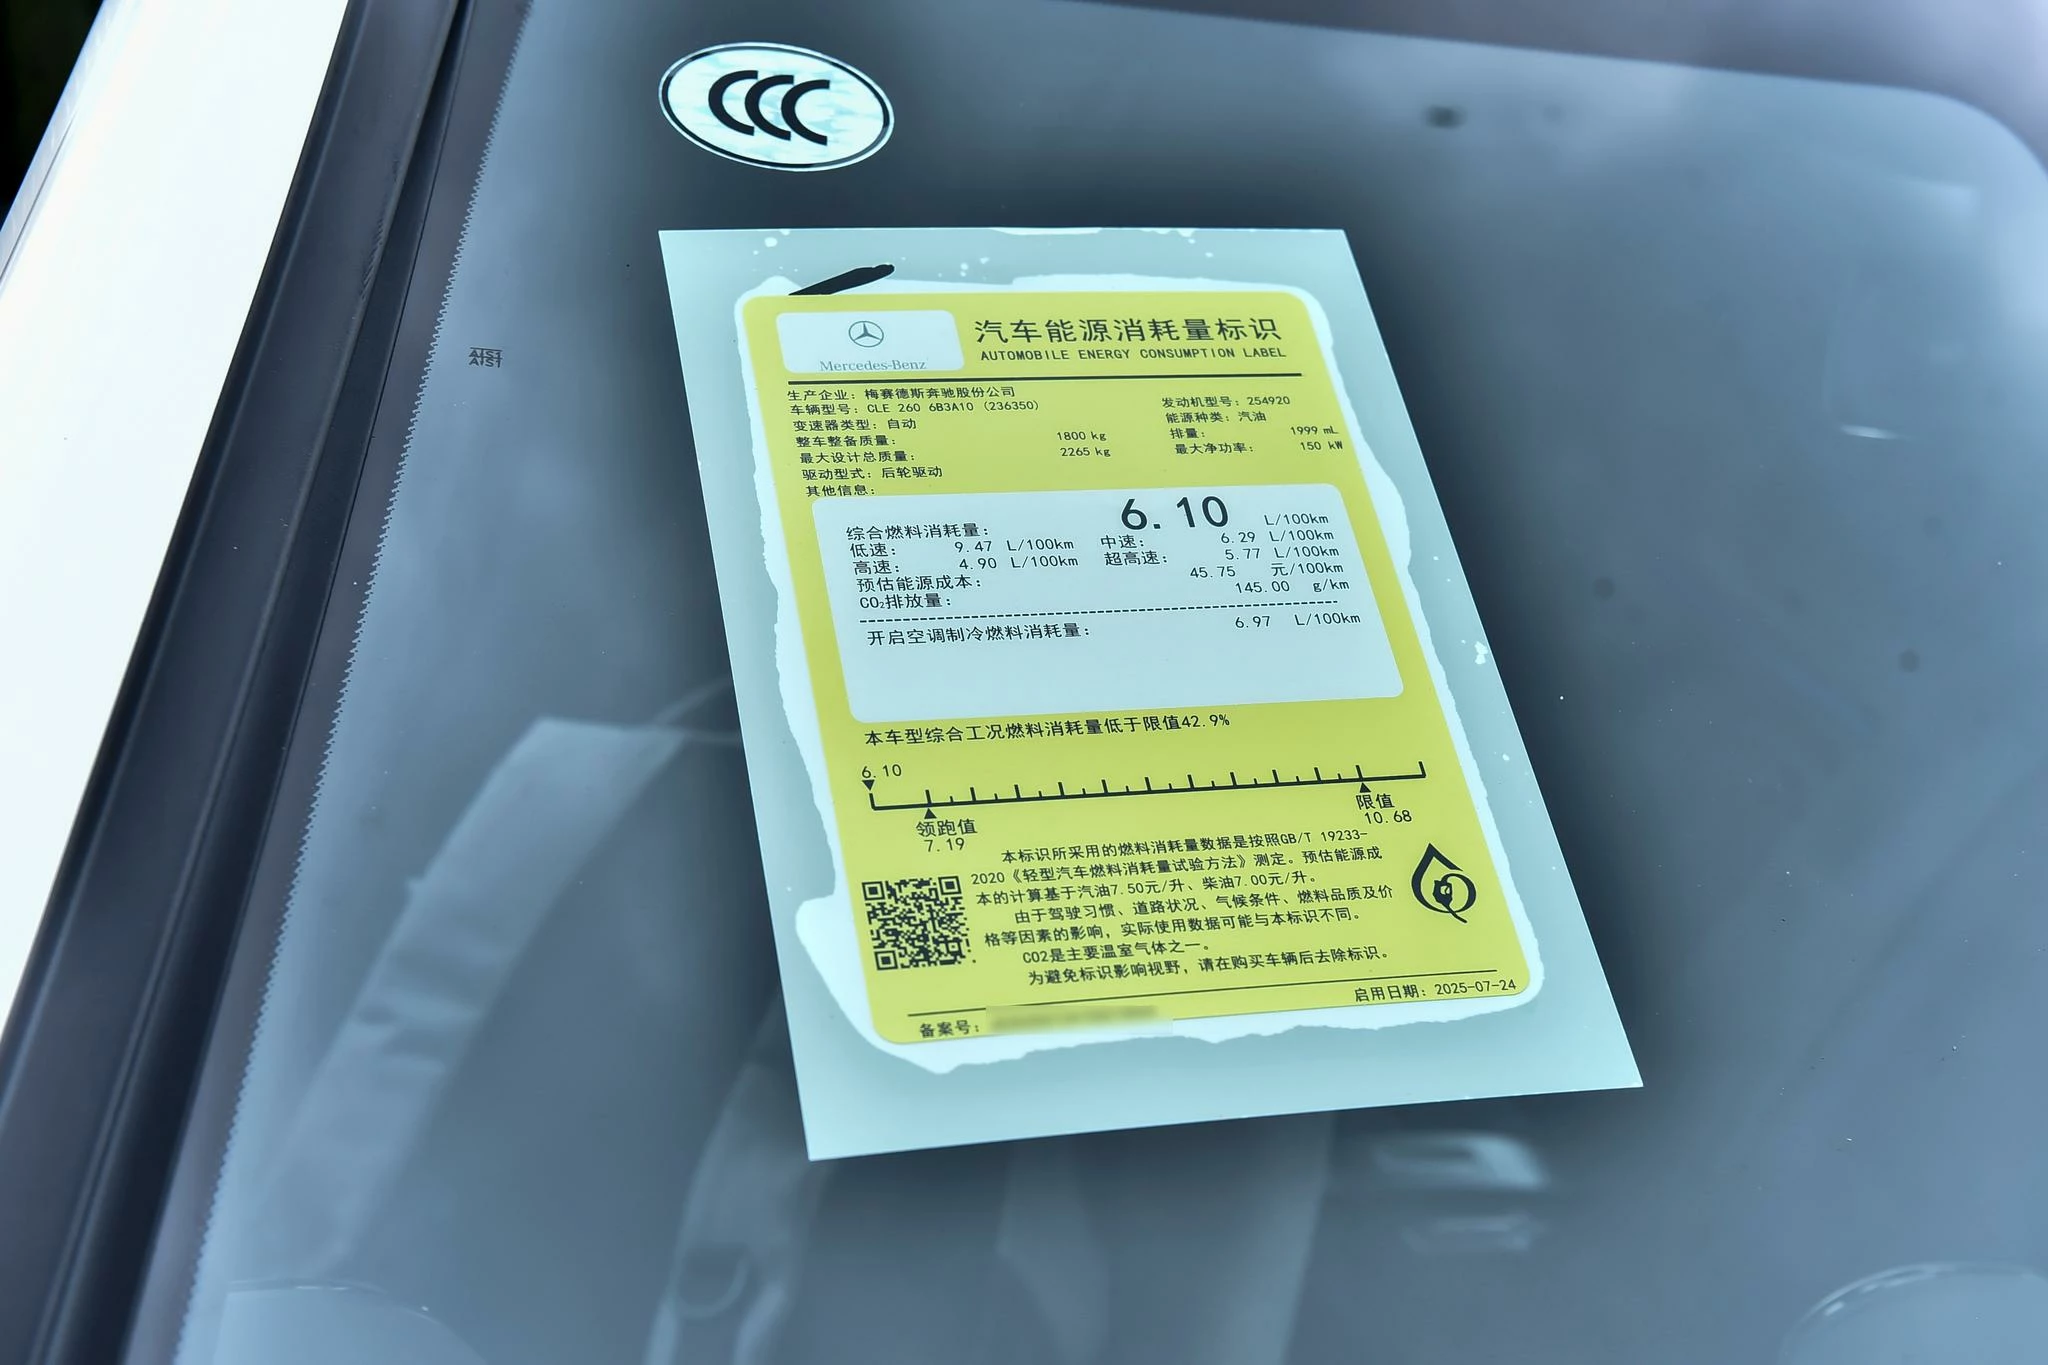 CCC
AIS1
AIS1
Mercedes-Benz
汽车能源消耗量标识
AUTOMOBILE ENERGY CONSUMPTION LABEL
生产企业：梅赛德斯奔驰股份公司
车辆型号：CLE 260 6B3A10 (236350)
发动机型号：254920
变速器类型：自动
能源种类：汽油
整车整备质量： 1800 kg
排量： 1999 mL
最大设计总质量： 2265 kg
最大净功率： 150 kW
驱动型式：后轮驱动
其他信息：
综合燃料消耗量： 6.10 L/100km
低速： 9.47 L/100km 中速： 6.29 L/100km
高速： 4.90 L/100km 超高速： 5.77 L/100km
预估能源成本： 45.75 元/100km
CO₂排放量： 145.00 g/km
开启空调制冷燃料消耗量： 6.97 L/100km
本车型综合工况燃料消耗量低于限值42.9%
6.10
领跑值
7.19
限值
10.68
本标识所采用的燃料消耗量数据是按照GB/T 19233-
2020《轻型汽车燃料消耗量试验方法》测定。预估能源成
本的计算基于汽油7.50元/升、柴油7.00元/升。
由于驾驶习惯、道路状况、气候条件、燃料品质及价
格等因素的影响，实际使用数据可能与本标识不同。
CO2是主要温室气体之一。
为避免标识影响视野，请在购买车辆后去除标识。
备案号：
启用日期：2025-07-24